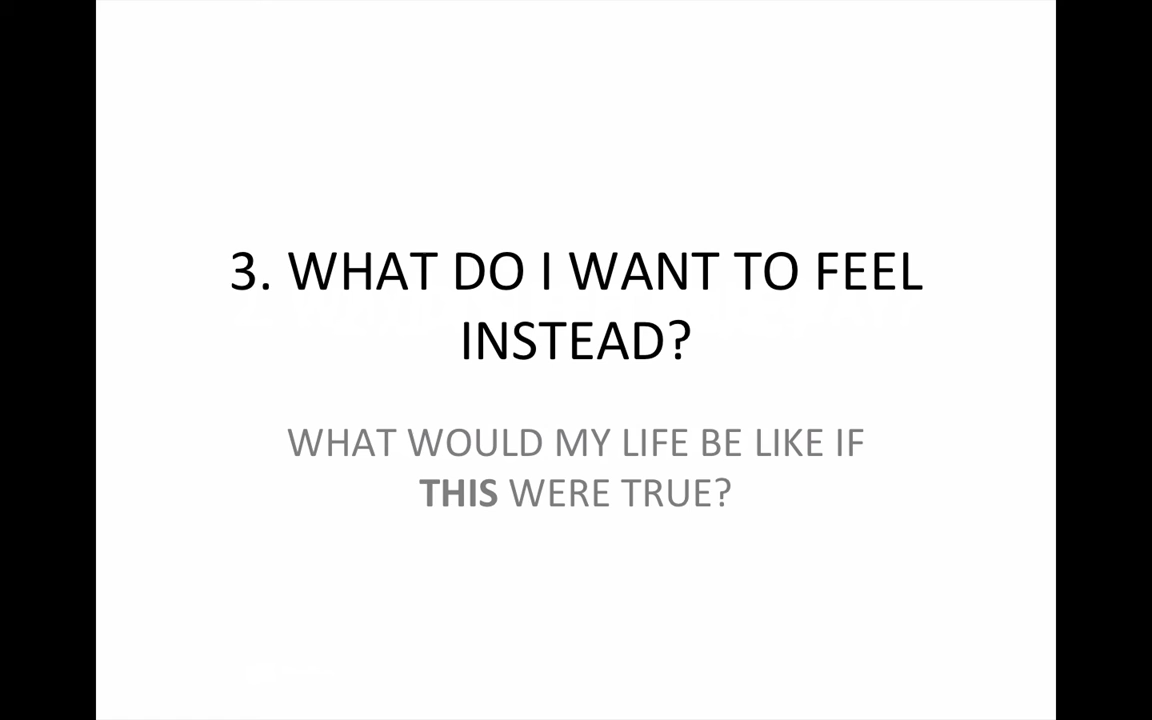 3. WHAT DO I WANT TO FEEL
INSTEAD?
WHAT WOULD MY LIFE BE LIKE IF
THIS WERE TRUE?